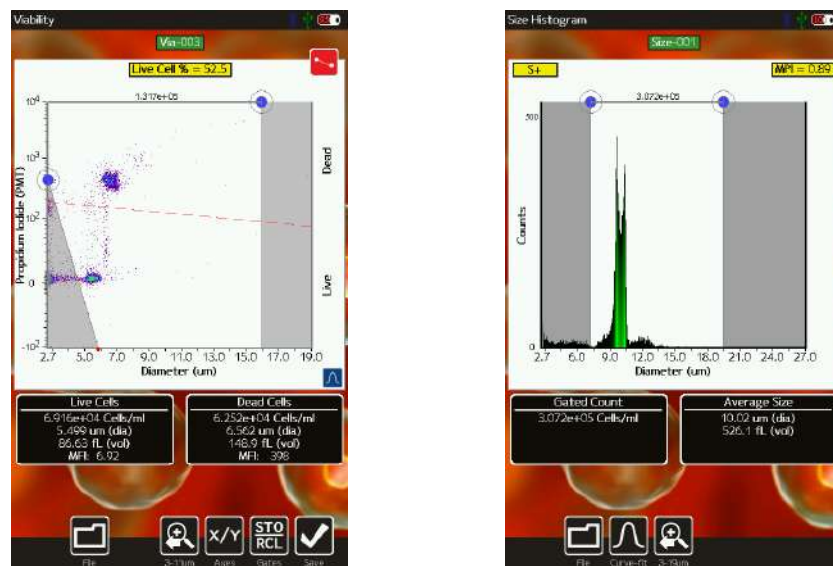 Viability
Via-003
Live Cell % = 52.5
1.317e+05
10^4
10^3
10^2
0
-10^2
Propidium Iodide (PMT)
Dead
Live
2.7 5.0 7.0 9.0 11.0 13.0 15.0 17.0 19.0
Diameter (um)
Live Cells
6.916e+04 Cells/ml
5.499 um (dia)
86.63 fL (vol)
MFI: 6.92
Dead Cells
6.252e+04 Cells/ml
6.562 um (dia)
148.9 fL (vol)
MFI: 398
X/Y
STO
RCL
File
3-11um
Axes
Gates
Save
Size Histogram
Size-001
S+
MPI = 0.89
3.072e+05
500
Counts
0
2.7 6.0 9.0 12.0 15.0 18.0 21.0 24.0 27.0
Diameter (um)
Gated Count
3.072e+05 Cells/ml
Average Size
10.02 um (dia)
526.1 fL (vol)
File
Curve-fit
3-19um